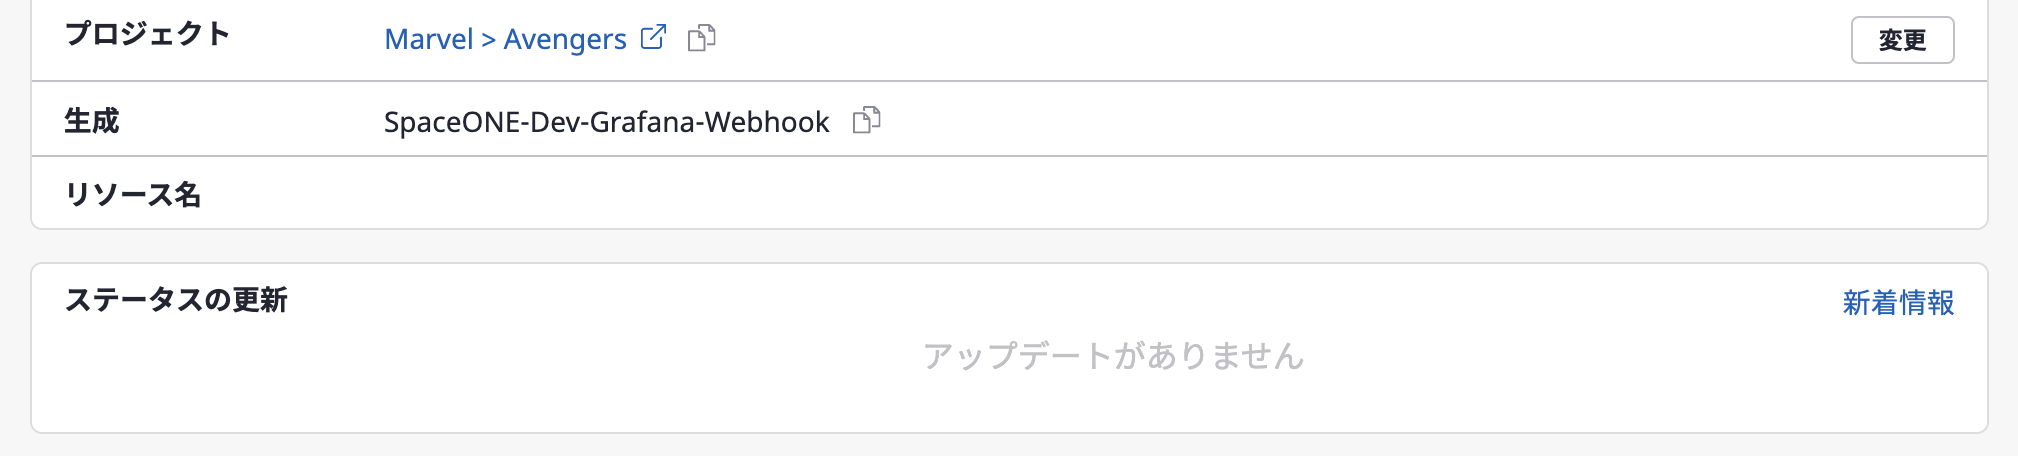 プロジェクト Marvel > Avengers 変更
生成 SpaceONE-Dev-Grafana-Webhook
リソース名
ステータスの更新 新着情報
アップデートがありません